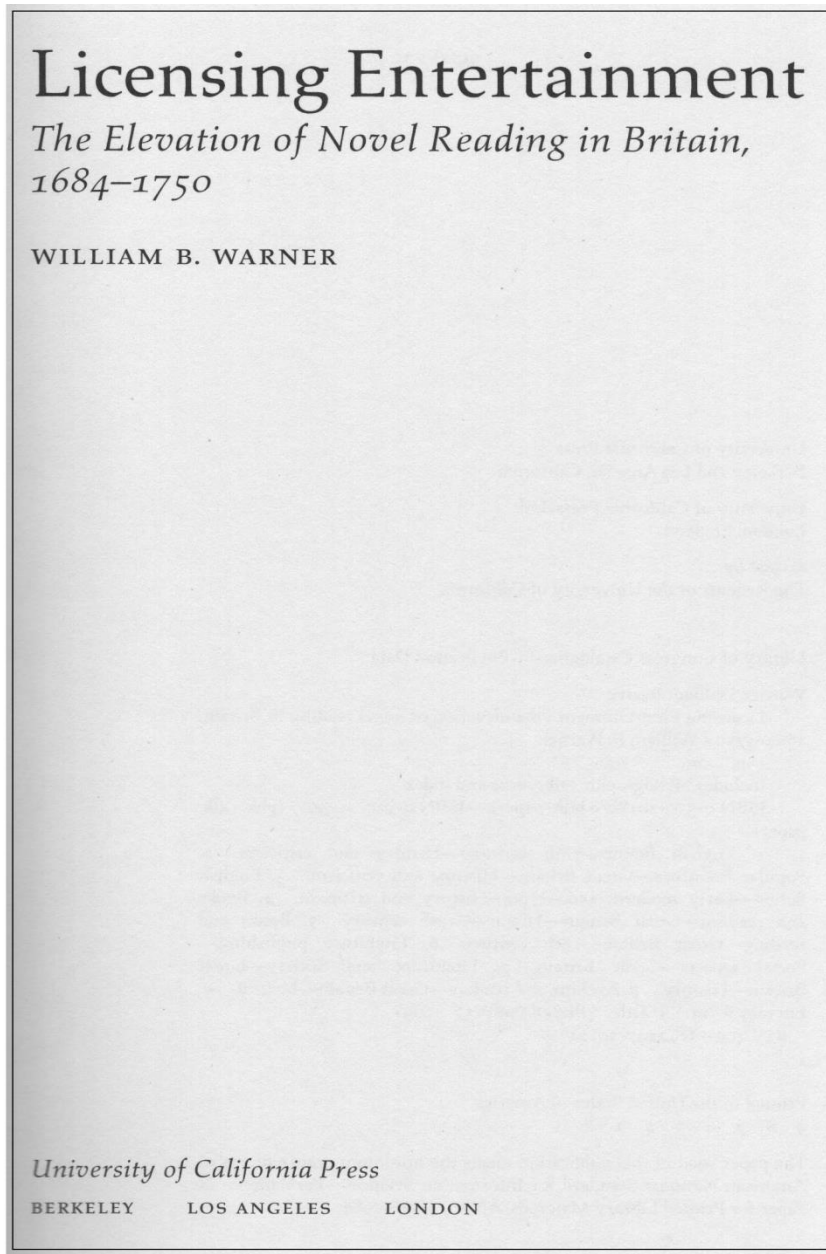 Licensing Entertainment
The Elevation of Novel Reading in Britain,
1684–1750
WILLIAM B. WARNER
University of California Press
BERKELEY LOS ANGELES LONDON